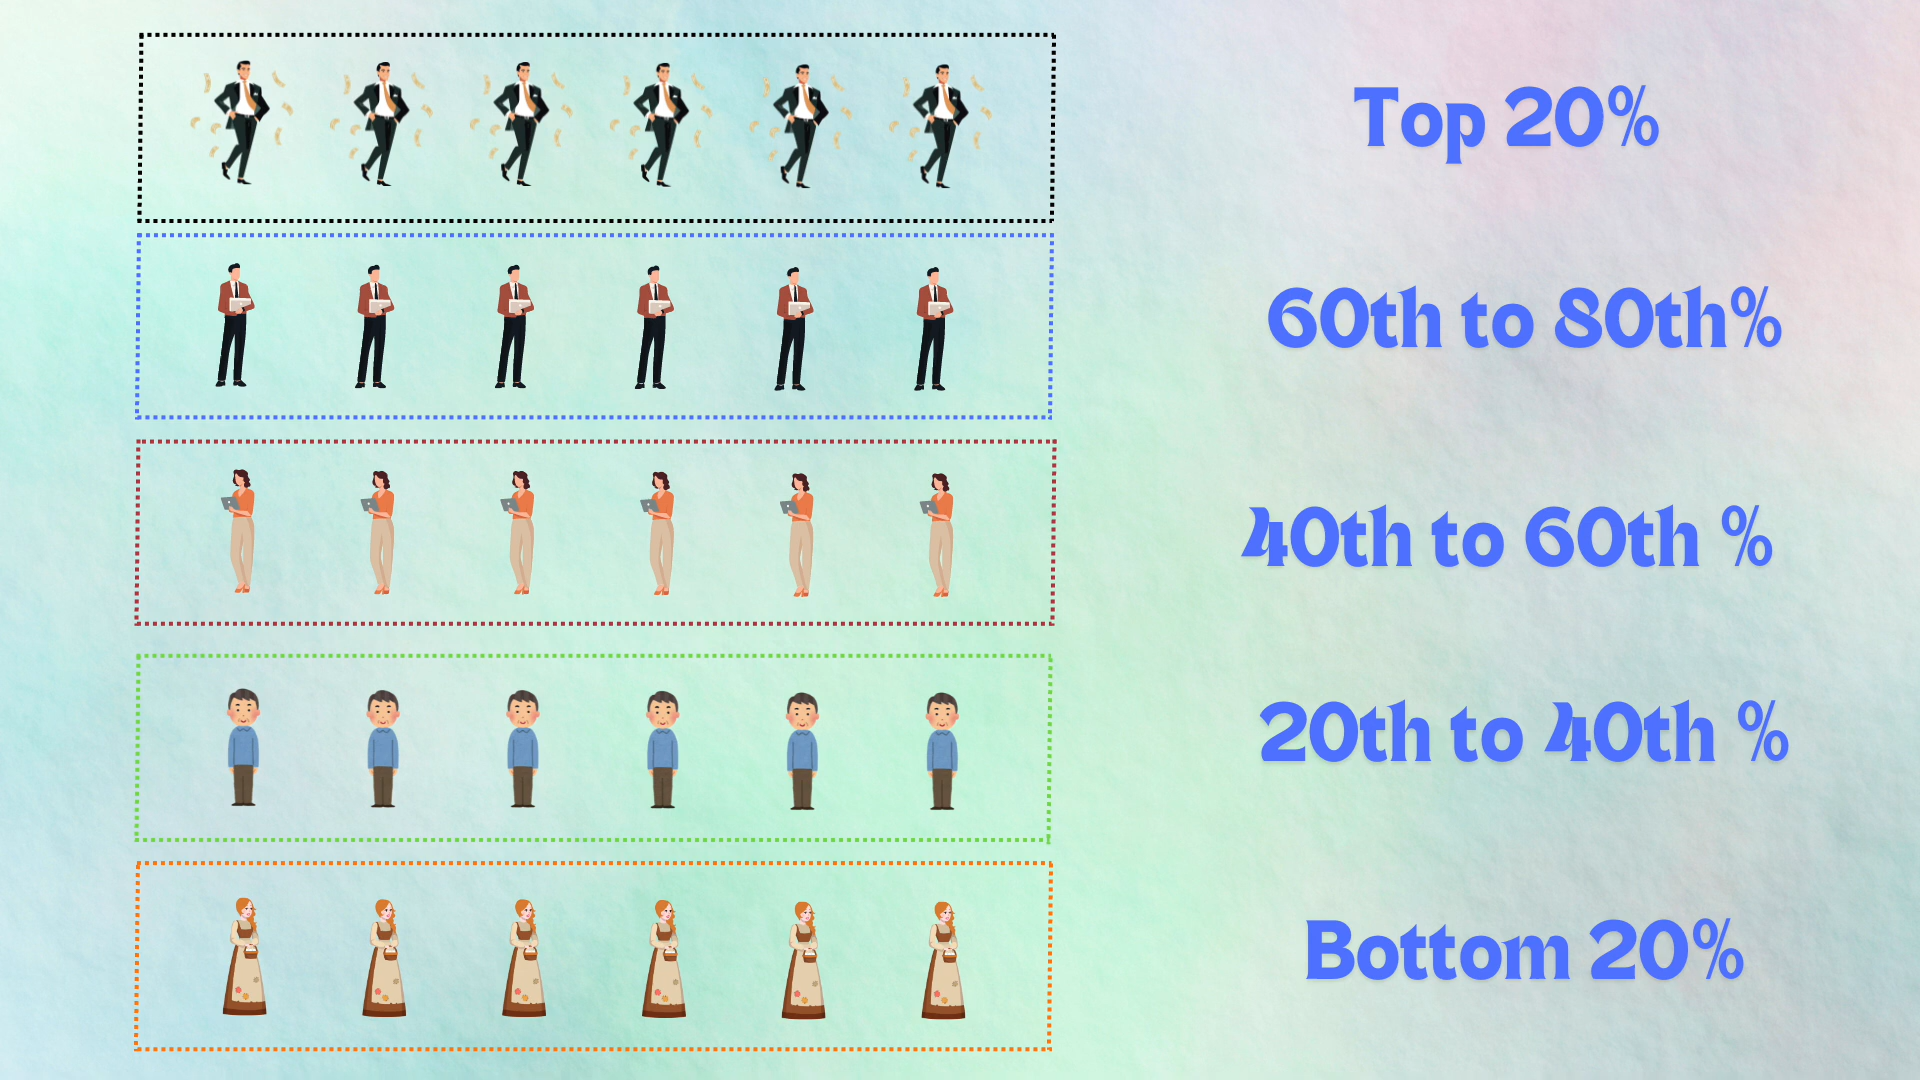 Top 20%
60th to 80th%
40th to 60th %
20th to 40th %
Bottom 20%